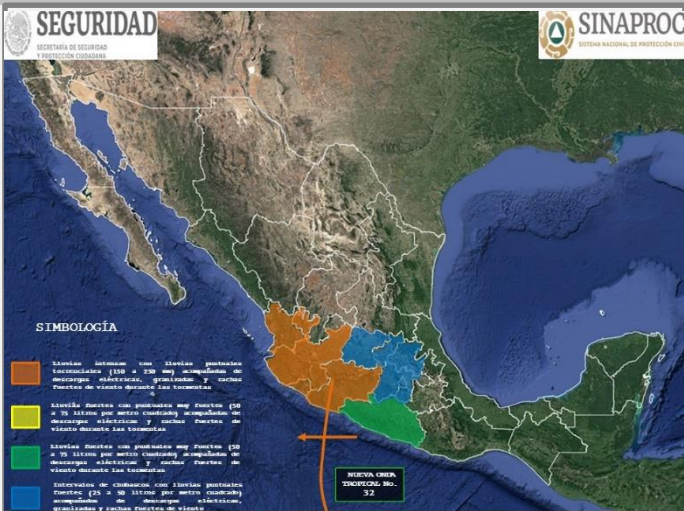 SEGURIDAD
SECRETARÍA DE SEGURIDAD
Y PROTECCIÓN CIUDADANA
SINAPROC
SISTEMA NACIONAL DE PROTECCIÓN CIVI
SIMBOLOGÍA
Lluvias intensas con lluvias puntuales
torrenciales (150 a 250 mm) acompañadas de
descargas eléctricas, granizadas y rachas
fuertes de viento durante las tormentas
Lluvia fuertes con puntuales muy fuertes (50
a 75 litros por metro cuadrado) acompañadas de
descargas eléctricas y rachas fuertes de
viento durante las tormentas
Lluvias fuertes con puntuales muy fuertes (50
a 75 litros por metro cuadrado) acompañadas de
descargas eléctricas y rachas fuertes de
viento durante las tormentas
Intervalos de chubascos con lluvias puntuales
fuertes (25 a 50 litros por metro cuadrado)
acompañados de descargas eléctricas,
granizadas y rachas fuertes de viento
NUEVA ONDA
TROPICAL No.
32